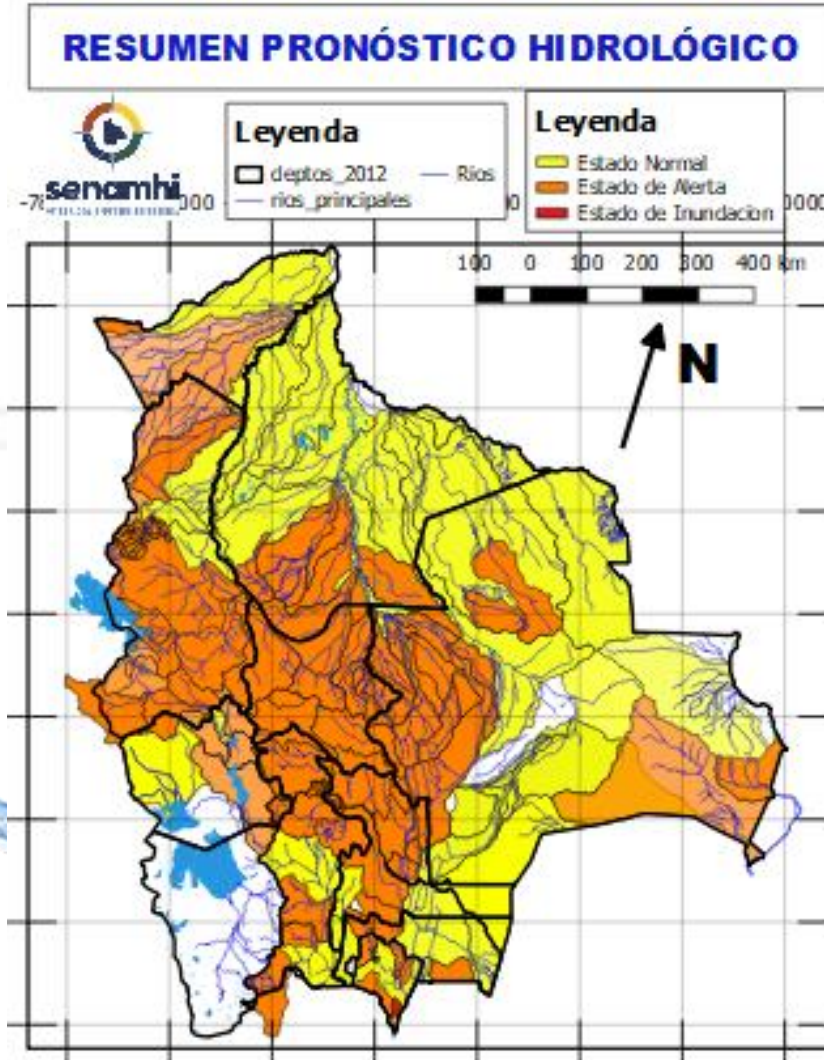 RESUMEN PRONÓSTICO HIDROLÓGICO
senamhi
Leyenda
deptos_2012
Rios
rios_principales
Leyenda
Estado Normal
Estado de Alerta
Estado de Inundacion
100 0 100 200 300 400 km
N